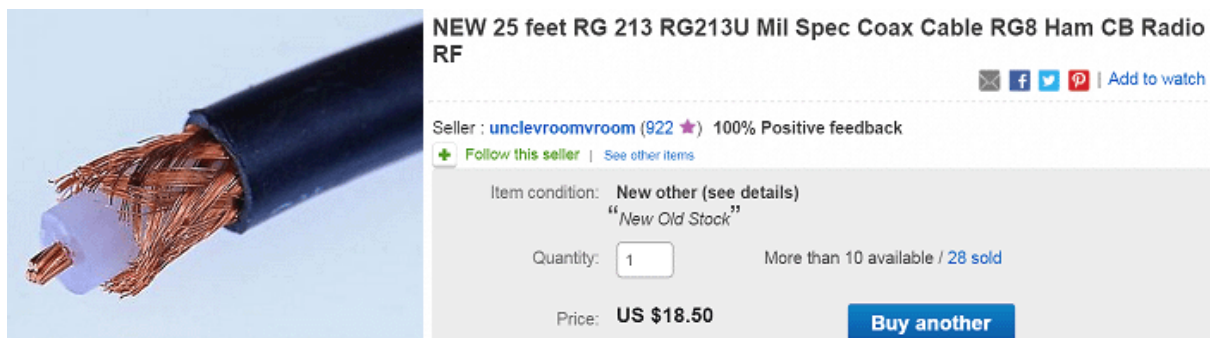 NEW 25 feet RG 213 RG213U Mil Spec Coax Cable RG8 Ham CB Radio
RF
| Add to watch
Seller : unclevroomvroom (922 ★) 100% Positive feedback
Follow this seller | See other items
Item condition: New other (see details)
“New Old Stock”
Quantity: 1 More than 10 available / 28 sold
Price: US $18.50 Buy another